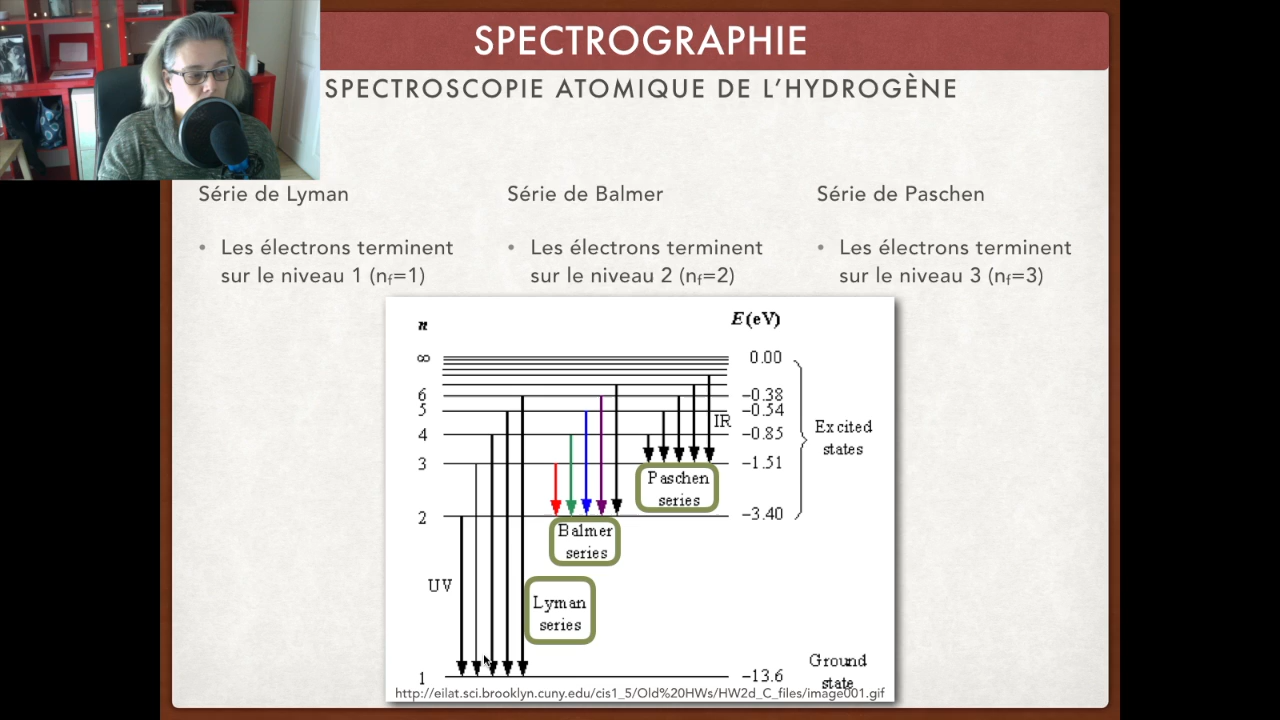 SPECTROGRAPHIE
SPECTROSCOPIE ATOMIQUE DE L'HYDROGÈNE
Série de Lyman
• Les électrons terminent
sur le niveau 1 (nf=1)
Série de Balmer
• Les électrons terminent
sur le niveau 2 (nf=2)
Série de Paschen
• Les électrons terminent
sur le niveau 3 (nf=3)
n
E(eV)
∞
0.00
6
−0.38
5
−0.54
IR
4
−0.85
Excited
states
3
−1.51
Paschen
series
2
−3.40
Balmer
series
UV
Lyman
series
Ground
state
1
−13.6
http://eilat.sci.brooklyn.cuny.edu/cis1_5/Old%20HWs/HW2d_C_files/image001.gif